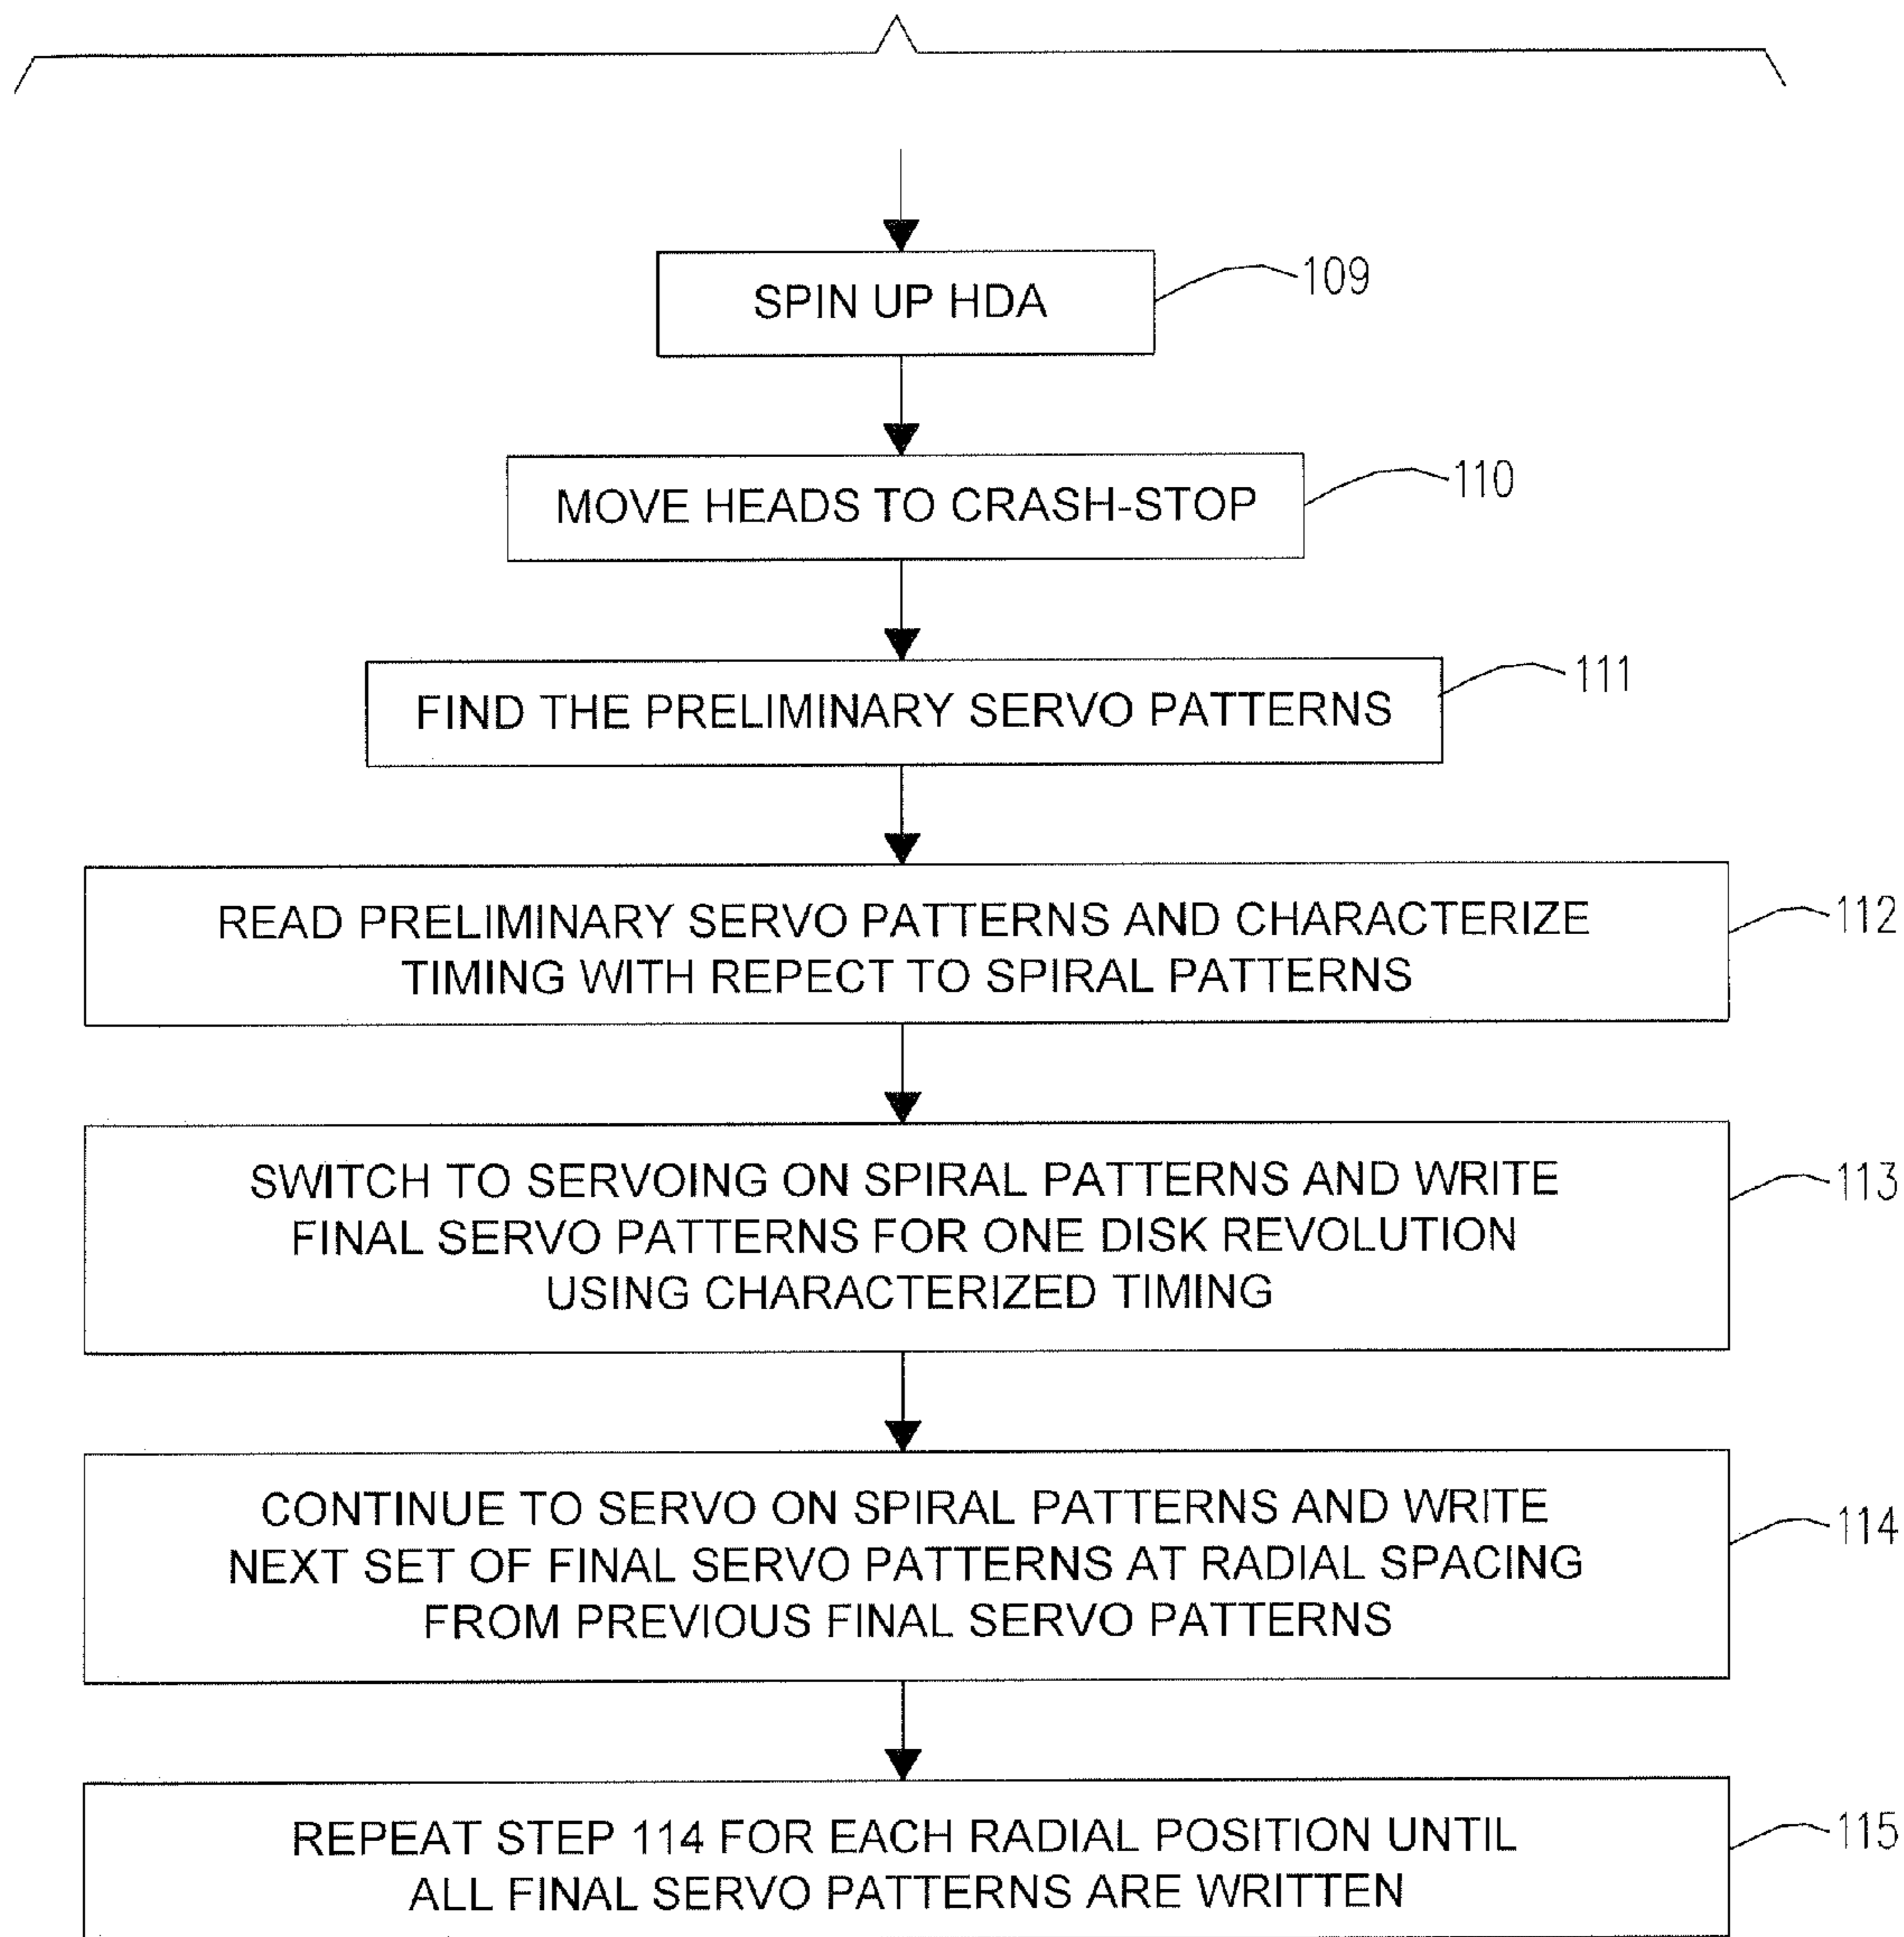 SPIN UP HDA
109
MOVE HEADS TO CRASH-STOP
110
FIND THE PRELIMINARY SERVO PATTERNS
111
READ PRELIMINARY SERVO PATTERNS AND CHARACTERIZE
TIMING WITH REPECT TO SPIRAL PATTERNS
112
SWITCH TO SERVOING ON SPIRAL PATTERNS AND WRITE
FINAL SERVO PATTERNS FOR ONE DISK REVOLUTION
USING CHARACTERIZED TIMING
113
CONTINUE TO SERVO ON SPIRAL PATTERNS AND WRITE
NEXT SET OF FINAL SERVO PATTERNS AT RADIAL SPACING
FROM PREVIOUS FINAL SERVO PATTERNS
114
REPEAT STEP 114 FOR EACH RADIAL POSITION UNTIL
ALL FINAL SERVO PATTERNS ARE WRITTEN
115